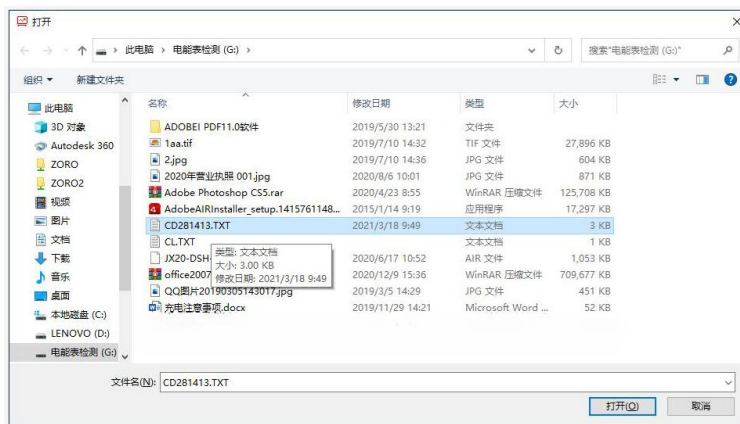 打开
此电脑 › 电能表检测 (G:) ›
搜索"电能表检测 (G:)"
组织 新建文件夹
名称 修改日期 类型 大小
此电脑
3D 对象
Autodesk 360
ZORO
ZORO2
视频
图片
文档
下载
音乐
桌面
本地磁盘 (C:)
LENOVO (D:)
电能表检测 (G:)
ADOBEI PDF11.0软件 2019/5/30 13:21 文件夹
1aa.tif 2019/7/10 14:32 TIF 文件 27,896 KB
2.jpg 2019/7/10 14:36 JPG 文件 604 KB
2020年营业执照 001.jpg 2020/8/6 10:01 JPG 文件 871 KB
Adobe Photoshop CS5.rar 2020/4/23 8:55 WinRAR 压缩文件 125,708 KB
AdobeAIRInstaller_setup.1415761148... 2015/1/14 9:19 应用程序 17,297 KB
CD281413.TXT 2021/3/18 9:49 文本文档 3 KB
CL.TXT 文本文档 1 KB
JX20-DSH 2020/6/17 10:52 AIR 文件 1,053 KB
office2007 2020/12/9 15:36 WinRAR 压缩文件 709,677 KB
QQ图片20190305143017.jpg 2019/3/5 14:29 JPG 文件 451 KB
充电注意事项.docx 2019/11/29 14:21 Microsoft Word ... 52 KB
类型: 文本文档
大小: 3.00 KB
修改日期: 2021/3/18 9:49
文件名(N): CD281413.TXT
打开(O) 取消